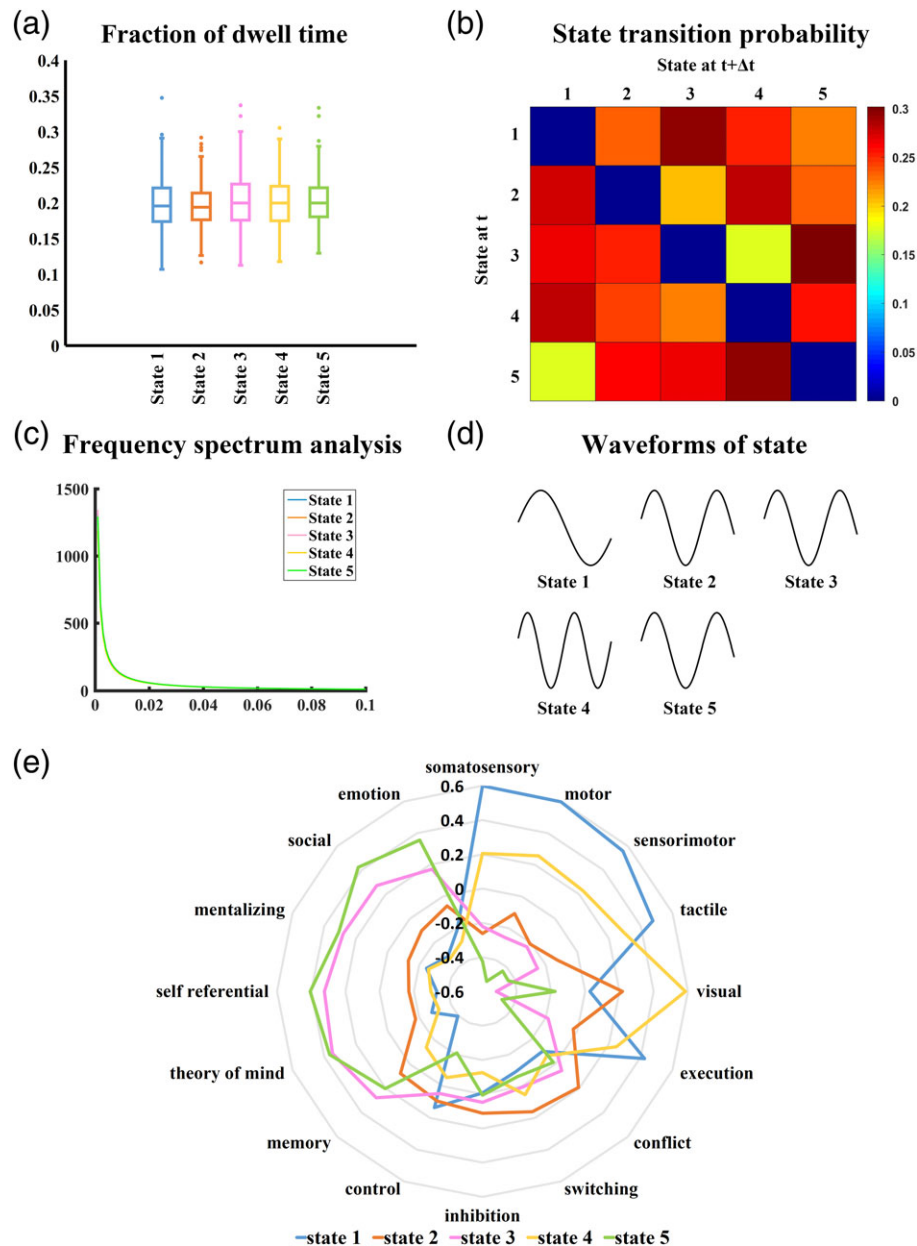 (a)
Fraction of dwell time
0.4
0.35
0.3
0.25
0.2
0.15
0.1
0.05
0
State 1
State 2
State 3
State 4
State 5
(b)
State transition probability
State at t+Δt
1 2 3 4 5
State at t
1
2
3
4
5
0.3
0.25
0.2
0.15
0.1
0.05
0
(c)
Frequency spectrum analysis
1500
1000
500
0
0 0.02 0.04 0.06 0.08 0.1
State 1
State 2
State 3
State 4
State 5
(d)
Waveforms of state
State 1 State 2 State 3
State 4 State 5
(e)
somatosensory
motor
sensorimotor
tactile
visual
execution
conflict
switching
inhibition
control
memory
theory of mind
self referential
mentalizing
social
emotion
0.6
0.4
0.2
0
-0.2
-0.4
-0.6
state 1 state 2 state 3 state 4 state 5